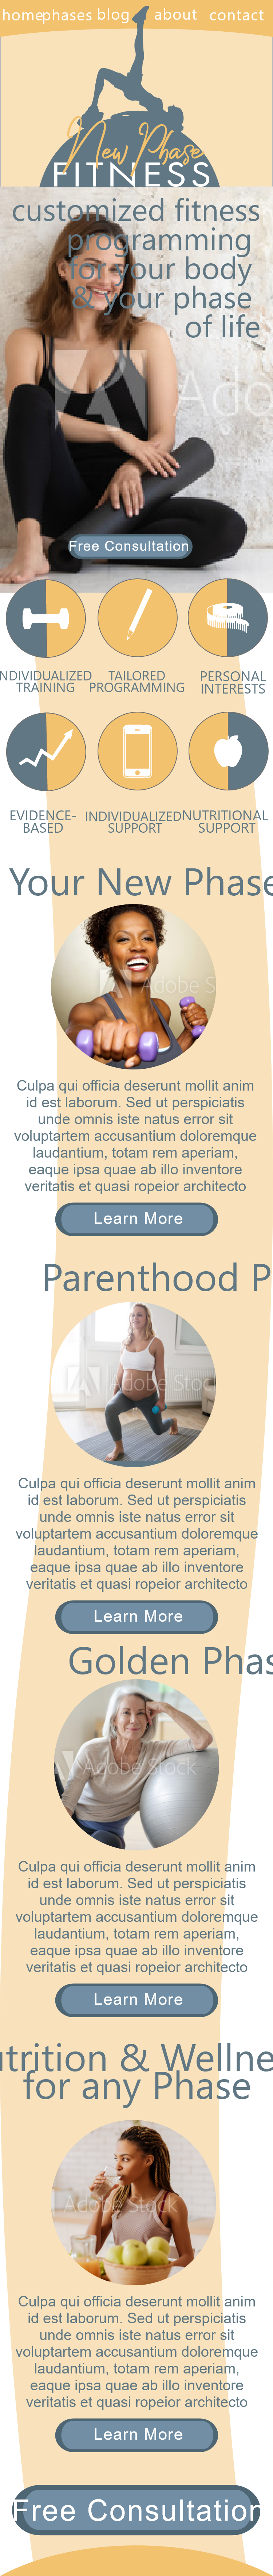 home phases blog about contact
New Phase
FITNESS
customized fitness
programming
for your body
& your phase
of life
Ado
Free Consultation
NDIVIDUALIZED
TRAINING
TAILORED
PROGRAMMING
PERSONAL
INTERESTS
EVIDENCE-
BASED
INDIVIDUALIZED
SUPPORT
NUTRITIONAL
SUPPORT
Your New Phase
Adobe S
Culpa qui officia deserunt mollit anim
id est laborum. Sed ut perspiciatis
unde omnis iste natus error sit
voluptartem accusantium doloremque
laudantium, totam rem aperiam,
eaque ipsa quae ab illo inventore
veritatis et quasi ropeior architecto
Learn More
Parenthood P
Adobe Stoc
Culpa qui officia deserunt mollit anim
id est laborum. Sed ut perspiciatis
unde omnis iste natus error sit
voluptartem accusantium doloremque
laudantium, totam rem aperiam,
eaque ipsa quae ab illo inventore
veritatis et quasi ropeior architecto
Learn More
Golden Phas
Adobe Stock
Culpa qui officia deserunt mollit anim
id est laborum. Sed ut perspiciatis
unde omnis iste natus error sit
voluptartem accusantium doloremque
laudantium, totam rem aperiam,
eaque ipsa quae ab illo inventore
veritatis et quasi ropeior architecto
Learn More
trition & Wellne
for any Phase
Adobe Stock
Culpa qui officia deserunt mollit anim
id est laborum. Sed ut perspiciatis
unde omnis iste natus error sit
voluptartem accusantium doloremque
laudantium, totam rem aperiam,
eaque ipsa quae ab illo inventore
veritatis et quasi ropeior architecto
Learn More
Free Consultation